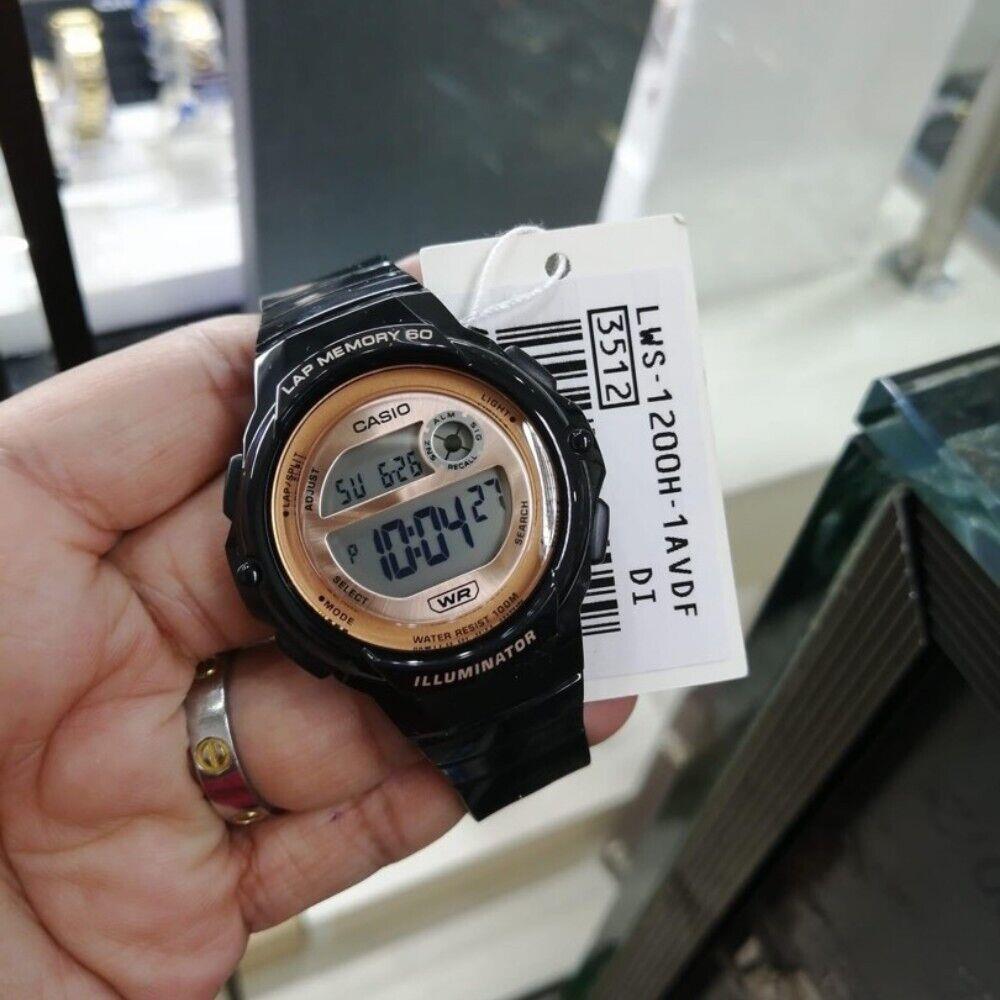 LAP MEMORY 60
CASIO
LIGHT
ALM SIG
SNZ
RECALL
LAP/SPLIT
ADJUST
SU 6-26
P 10:04 27
SEARCH
SELECT
MODE
WR
WATER RESIST 100M
ILLUMINATOR
LWS-1200H-1AVDF
3512
DI